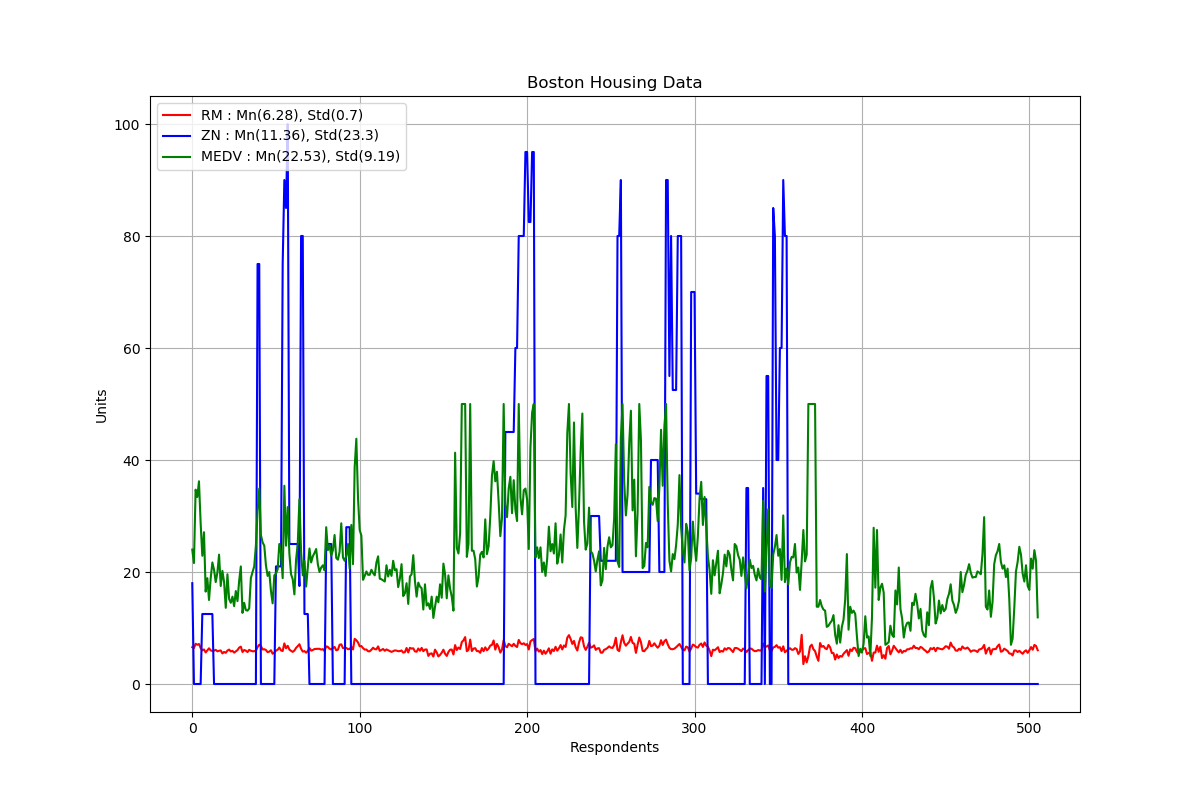 Boston Housing Data
RM : Mn(6.28), Std(0.7)
ZN : Mn(11.36), Std(23.3)
MEDV : Mn(22.53), Std(9.19)
100
80
60
40
20
0
Units
0 100 200 300 400 500
Respondents